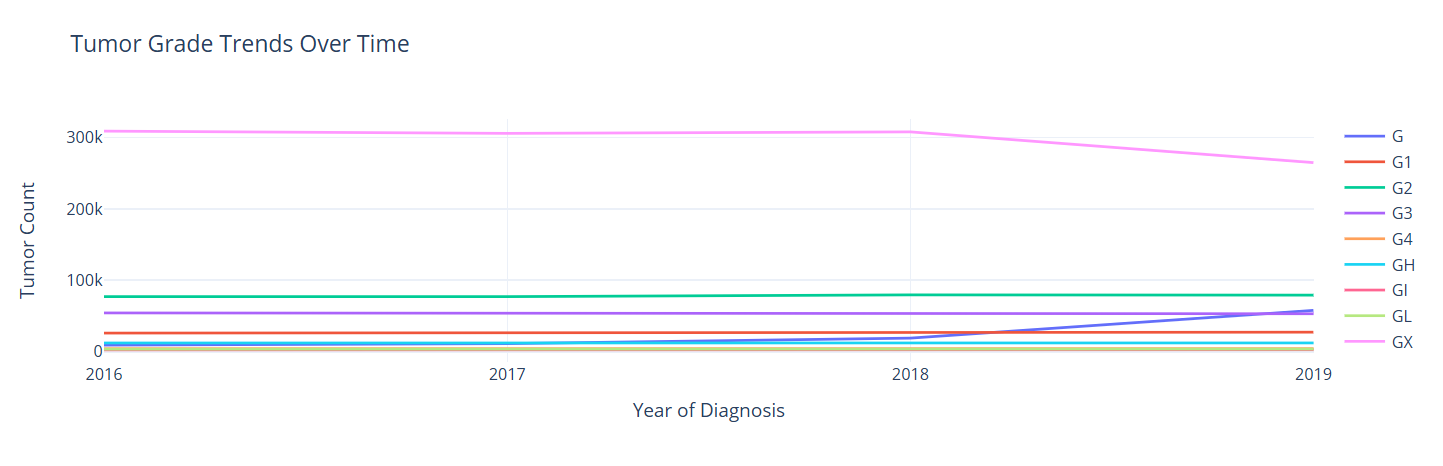 Tumor Grade Trends Over Time
Tumor Count
300k
200k
100k
0
2016 2017 2018 2019
Year of Diagnosis
G
G1
G2
G3
G4
GH
GI
GL
GX